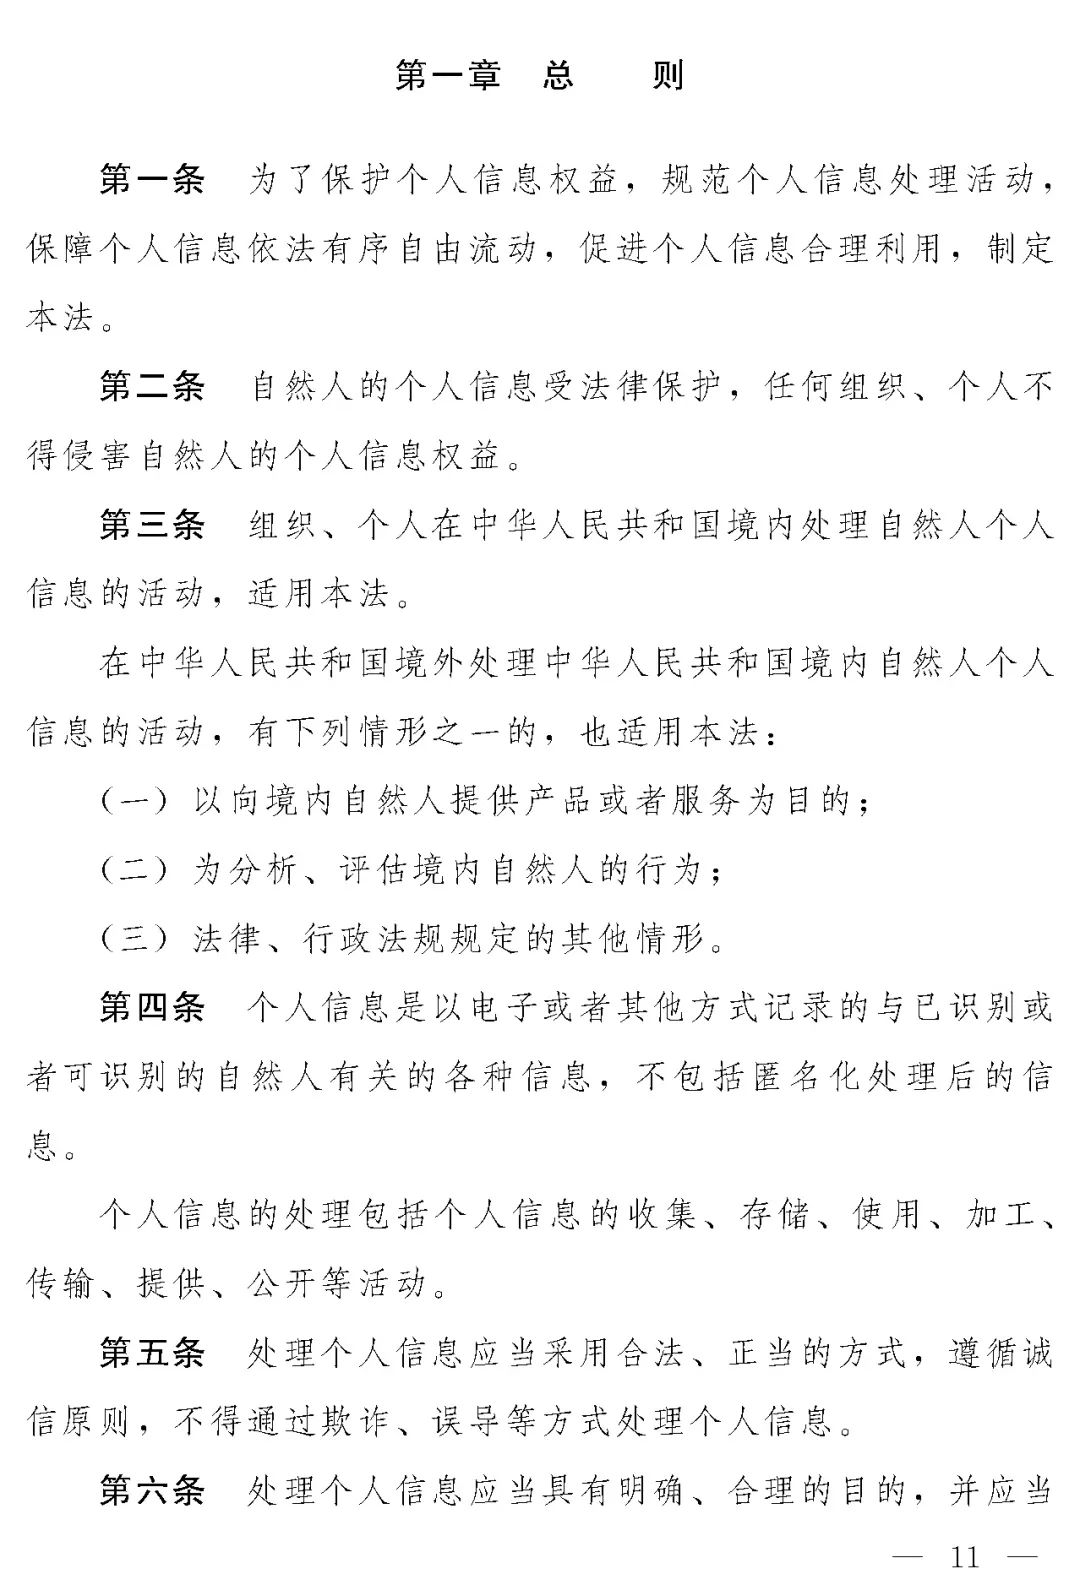 第一章 总 则
第一条 为了保护个人信息权益，规范个人信息处理活动，
保障个人信息依法有序自由流动，促进个人信息合理利用，制定
本法。
第二条 自然人的个人信息受法律保护，任何组织、个人不
得侵害自然人的个人信息权益。
第三条 组织、个人在中华人民共和国境内处理自然人个人
信息的活动，适用本法。
在中华人民共和国境外处理中华人民共和国境内自然人个人
信息的活动，有下列情形之一的，也适用本法：
（一）以向境内自然人提供产品或者服务为目的；
（二）为分析、评估境内自然人的行为；
（三）法律、行政法规规定的其他情形。
第四条 个人信息是以电子或者其他方式记录的与已识别或
者可识别的自然人有关的各种信息，不包括匿名化处理后的信
息。
个人信息的处理包括个人信息的收集、存储、使用、加工、
传输、提供、公开等活动。
第五条 处理个人信息应当采用合法、正当的方式，遵循诚
信原则，不得通过欺诈、误导等方式处理个人信息。
第六条 处理个人信息应当具有明确、合理的目的，并应当
— 11 —